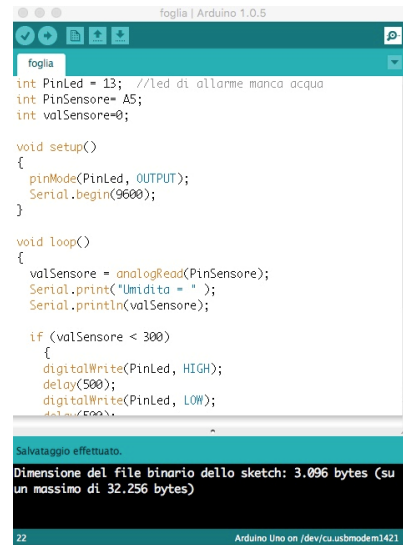 foglia | Arduino 1.0.5
foglia
int PinLed = 13;  //led di allarme manca acqua
int PinSensore= A5;
int valSensore=0;
void setup()
{
  pinMode(PinLed, OUTPUT);
  Serial.begin(9600);
}
void loop()
{
  valSensore = analogRead(PinSensore);
  Serial.print("Umidita = " );
  Serial.println(valSensore);
  if (valSensore < 300)
    {
    digitalWrite(PinLed, HIGH);
    delay(500);
    digitalWrite(PinLed, LOW);
    delay(500);
Salvataggio effettuato.
Dimensione del file binario dello sketch: 3.096 bytes (su
un massimo di 32.256 bytes)
22 Arduino Uno on /dev/cu.usbmodem1421